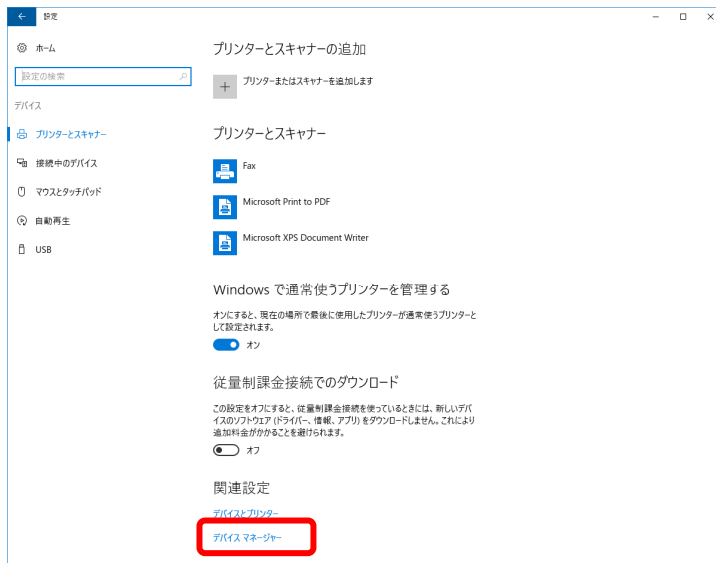 設定
ホーム
設定の検索
デバイス
プリンターとスキャナー
接続中のデバイス
マウスとタッチパッド
自動再生
USB
プリンターとスキャナーの追加
プリンターまたはスキャナーを追加します
プリンターとスキャナー
Fax
Microsoft Print to PDF
Microsoft XPS Document Writer
Windows で通常使うプリンターを管理する
オンにすると、現在の場所で最後に使用したプリンターが通常使うプリンターと
して設定されます。
オン
従量制課金接続でのダウンロード
この設定をオフにすると、従量制課金接続を使っているときには、新しいデバ
イスのソフトウェア (ドライバー、情報、アプリ) をダウンロードしません。これにより
追加料金がかかることを避けられます。
オフ
関連設定
デバイスとプリンター
デバイス マネージャー